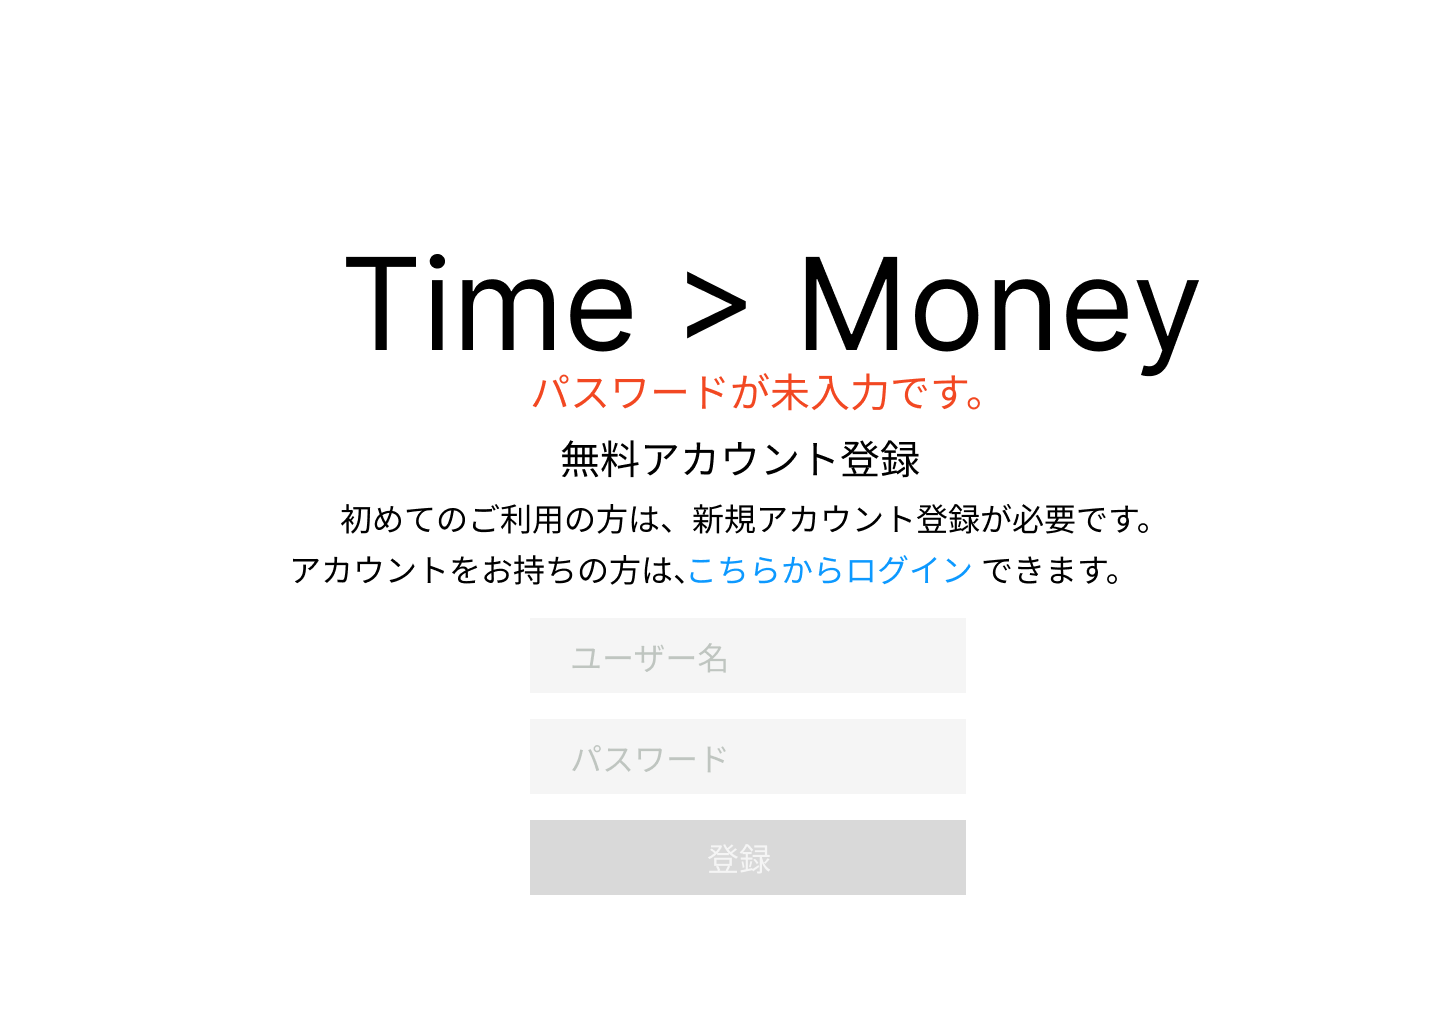 Time > Money
パスワードが未入力です。
無料アカウント登録
初めてのご利用の方は、新規アカウント登録が必要です。
アカウントをお持ちの方は、こちらからログイン できます。
ユーザー名
パスワード
登録